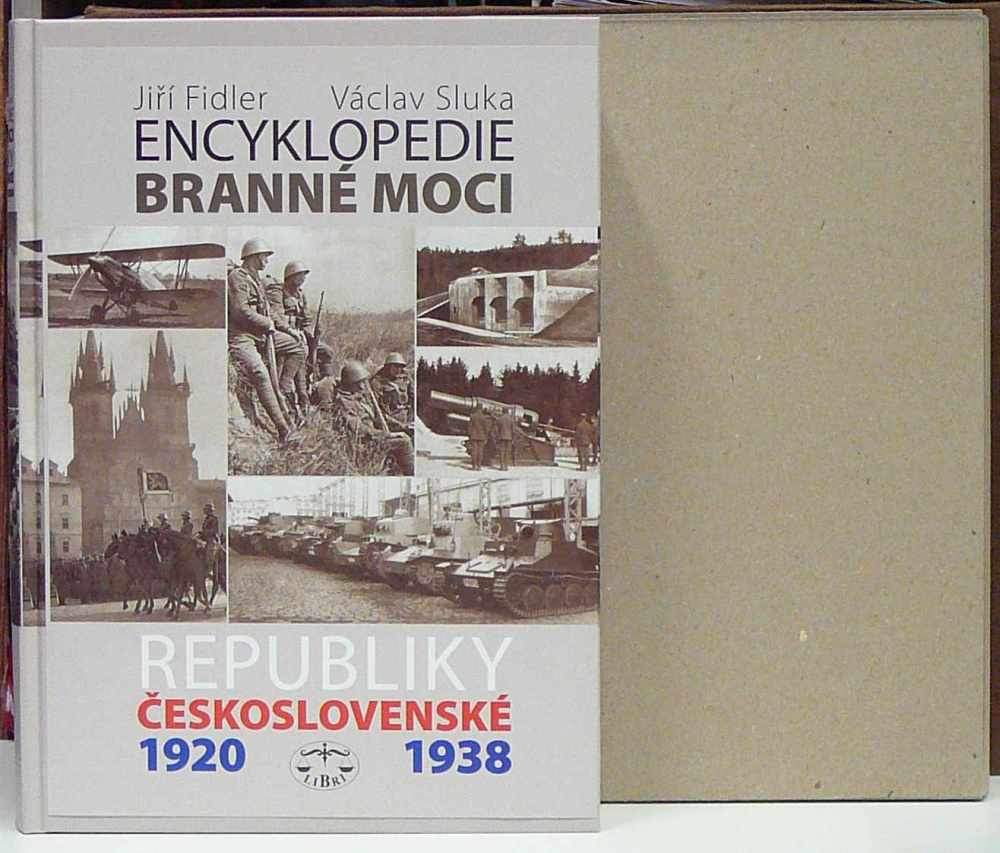 Jiří Fidler Václav Sluka
ENCYKLOPEDIE
BRANNÉ MOCI
REPUBLIKY
ČESKOSLOVENSKÉ
1920 1938
LIBRI